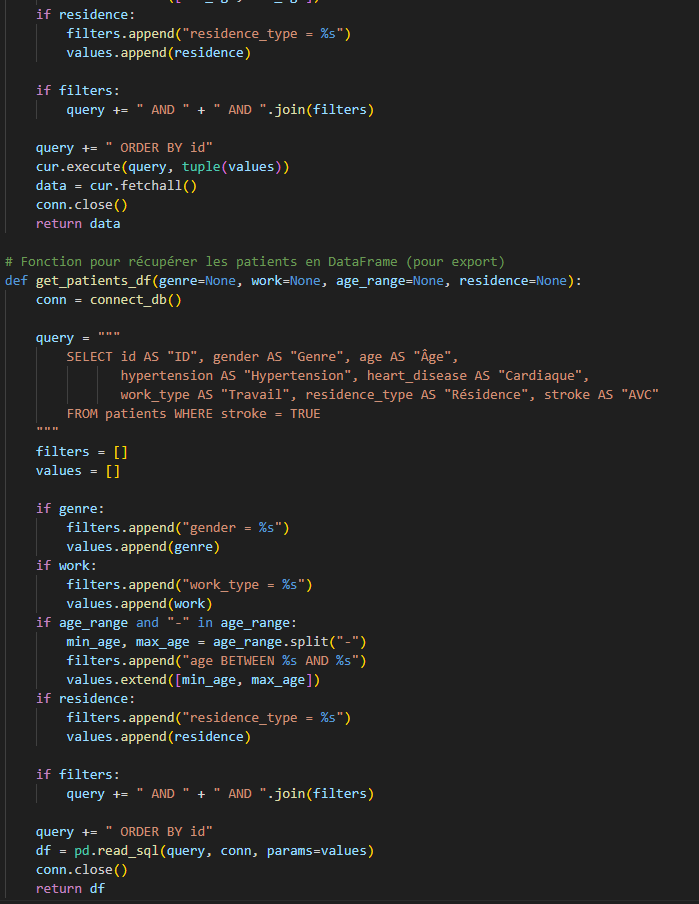 if residence:
filters.append("residence_type = %s")
values.append(residence)
if filters:
query += " AND " + " AND ".join(filters)
query += " ORDER BY id"
cur.execute(query, tuple(values))
data = cur.fetchall()
conn.close()
return data
# Fonction pour récupérer les patients en DataFrame (pour export)
def get_patients_df(genre=None, work=None, age_range=None, residence=None):
conn = connect_db()
query = """
SELECT id AS "ID", gender AS "Genre", age AS "Âge",
hypertension AS "Hypertension", heart_disease AS "Cardiaque",
work_type AS "Travail", residence_type AS "Résidence", stroke AS "AVC"
FROM patients WHERE stroke = TRUE
"""
filters = []
values = []
if genre:
filters.append("gender = %s")
values.append(genre)
if work:
filters.append("work_type = %s")
values.append(work)
if age_range and "-" in age_range:
min_age, max_age = age_range.split("-")
filters.append("age BETWEEN %s AND %s")
values.extend([min_age, max_age])
if residence:
filters.append("residence_type = %s")
values.append(residence)
if filters:
query += " AND " + " AND ".join(filters)
query += " ORDER BY id"
df = pd.read_sql(query, conn, params=values)
conn.close()
return df